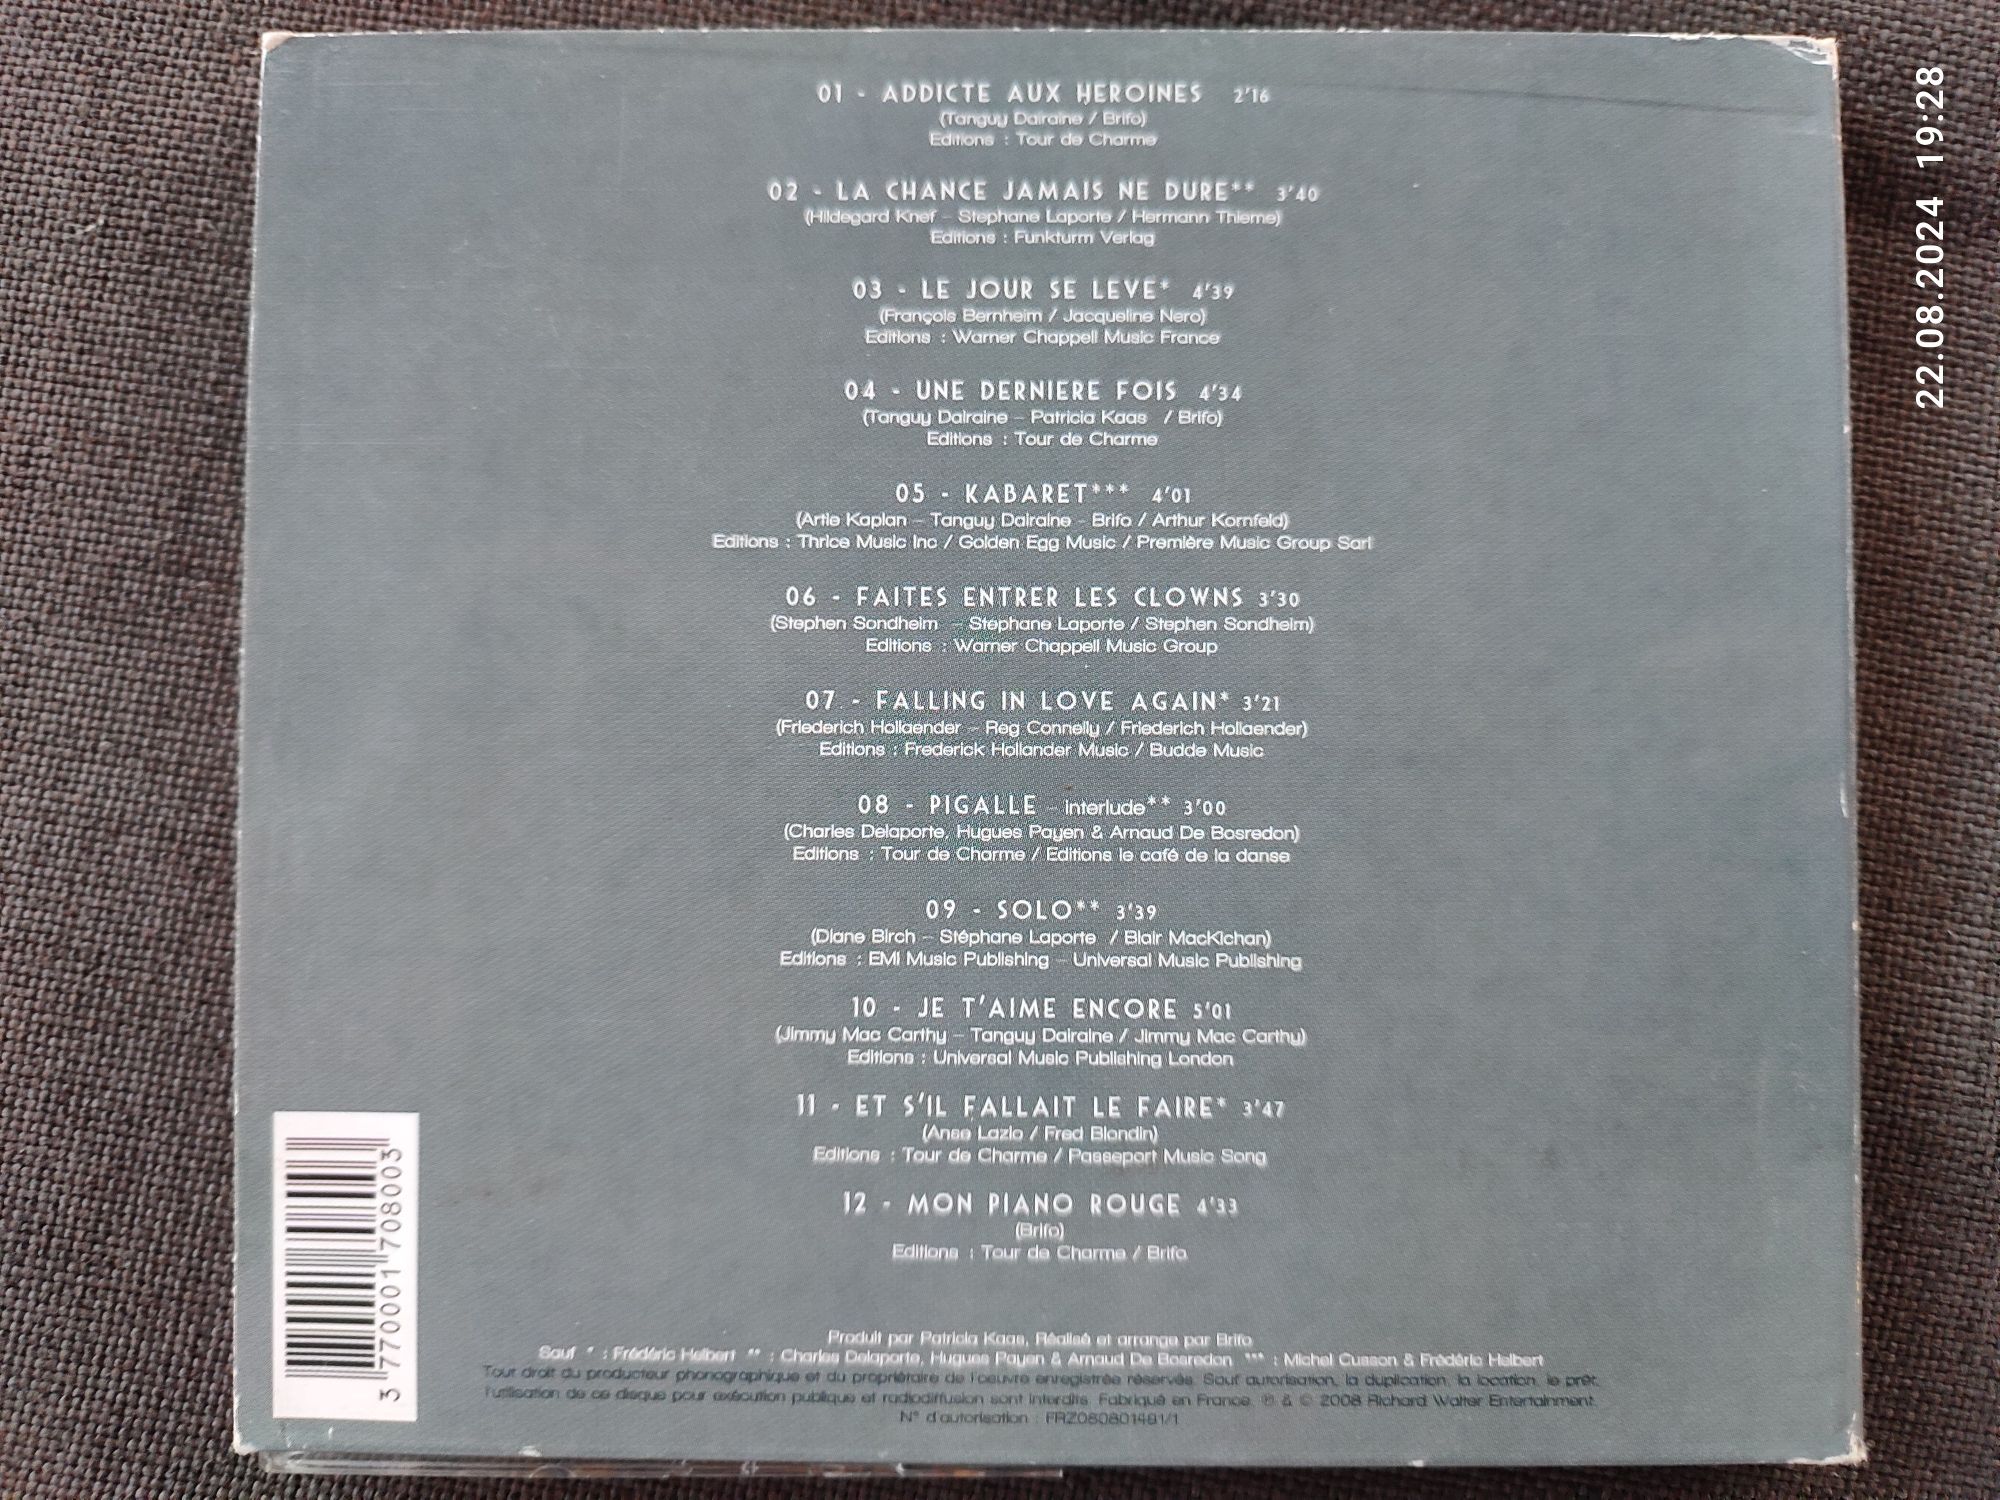 01 - ADDICTE AUX HEROINES 2'16
(Tanguy Dairaine / Brifo)
Editions : Tour de Charme
02 - LA CHANCE JAMAIS NE DURE** 3'40
(Hildegard Knef - Stephane Laporte / Hermann Thieme)
Editions : Funkturm Verlag
03 - LE JOUR SE LEVE* 4'39
(François Bernheim / Jacqueline Nero)
Editions : Warner Chappell Music France
04 - UNE DERNIERE FOIS 4'34
(Tanguy Dairaine - Patricia Kaas / Brifo)
Editions : Tour de Charme
05 - KABARET*** 4'01
(Artie Kaplan - Tanguy Dairaine - Brifo / Arthur Kornfeld)
Editions : Thrice Music Inc / Golden Egg Music / Première Music Group Sarl
06 - FAITES ENTRER LES CLOWNS 3'30
(Stephen Sondheim - Stephane Laporte / Stephen Sondheim)
Editions : Warner Chappell Music Group
07 - FALLING IN LOVE AGAIN* 3'21
(Friederich Hollaender - Reg Connelly / Friederich Hollaender)
Editions : Frederick Hollander Music / Budde Music
08 - PIGALLE - interlude** 3'00
(Charles Delaporte, Hugues Payen & Arnaud De Bosredon)
Editions : Tour de Charme / Editions le café de la danse
09 - SOLO** 3'39
(Diane Birch - Stéphane Laporte / Blair MacKichan)
Editions : EMI Music Publishing - Universal Music Publishing
10 - JE T'AIME ENCORE 5'01
(Jimmy Mac Carthy - Tanguy Dairaine / Jimmy Mac Carthy)
Editions : Universal Music Publishing London
11 - ET S'IL FALLAIT LE FAIRE* 3'47
(Anse Lazio / Fred Blondin)
Editions : Tour de Charme / Passeport Music Song
12 - MON PIANO ROUGE 4'33
(Brifo)
Editions : Tour de Charme / Brifo
Produit par Patricia Kaas, Réalisé et arrange par Brifo
Sauf * : Frédéric Helbert ** : Charles Delaporte, Hugues Payen & Arnaud De Bosredon *** : Michel Cusson & Frédéric Helbert
Tout droit du producteur phonographique et du propriétaire de l'oeuvre enregistrée réservés. Sauf autorisation, la duplication, la location, le prêt,
l'utilisation de ce disque pour exécution publique et radiodiffusion sont interdits. Fabriqué en France. ℗ & © 2008 Richard Walter Entertainment.
N° d'autorisation : FRZ080801481/1
3 770001 708003
22.08.2024 19:28